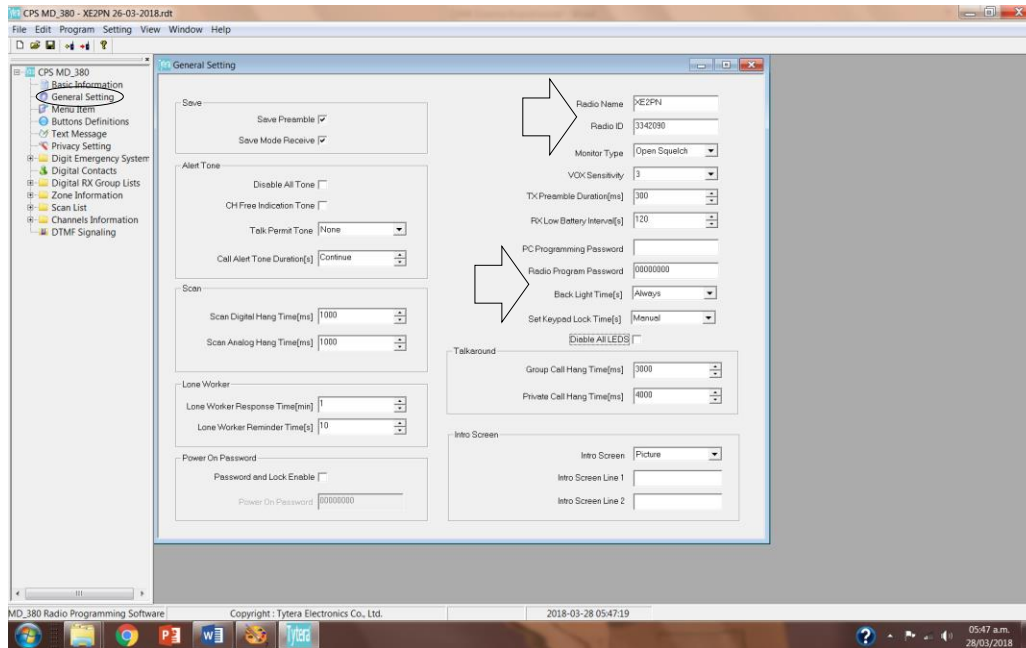 CPS MD_380 - XE2PN 26-03-2018.rdt
File Edit Program Setting View Window Help
CPS MD_380
Basic Information
General Setting
Menu Item
Buttons Definitions
Text Message
Privacy Setting
Digit Emergency System
Digital Contacts
Digital RX Group Lists
Zone Information
Scan List
Channels Information
DTMF Signaling
General Setting
Save
Save Preamble
Save Mode Receive
Alert Tone
Disable All Tone
CH Free Indication Tone
Talk Permit Tone None
Call Alert Tone Duration[s] Continue
Scan
Scan Digital Hang Time[ms] 1000
Scan Analog Hang Time[ms] 1000
Lone Worker
Lone Worker Response Time[min] 1
Lone Worker Reminder Time[s] 10
Power On Password
Password and Lock Enable
Power On Password 00000000
Radio Name XE2PN
Radio ID 3342090
Monitor Type Open Squelch
VOX Sensitivity 3
TX Preamble Duration[ms] 300
RX Low Battery Interval[s] 120
PC Programming Password
Radio Program Password 00000000
Back Light Time[s] Always
Set Keypad Lock Time[s] Manual
Diable All LEDS
Talkaround
Group Call Hang Time[ms] 3000
Private Call Hang Time[ms] 4000
Intro Screen
Intro Screen Picture
Intro Screen Line 1
Intro Screen Line 2
MD_380 Radio Programming Software
Copyright : Tytera Electronics Co., Ltd.
2018-03-28 05:47:19
Tytera
05:47 a.m.
28/03/2018